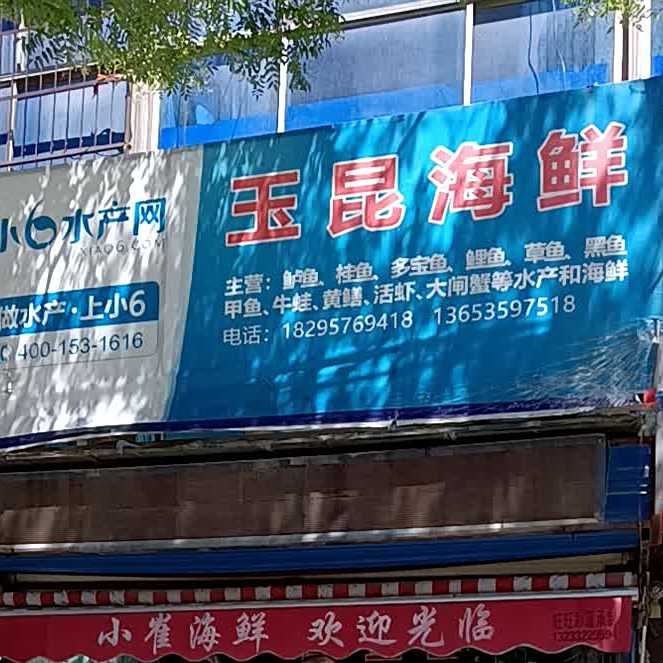 小6水产网
XIAO6.COM
做水产·上小6
400-153-1616
玉昆海鲜
主营：鲈鱼、桂鱼、多宝鱼、鲤鱼、草鱼、黑鱼
甲鱼、牛蛙、黄鳝、活虾、大闸蟹等水产和海鲜
电话：18295769418 13653597518
小崔海鲜 欢迎光临